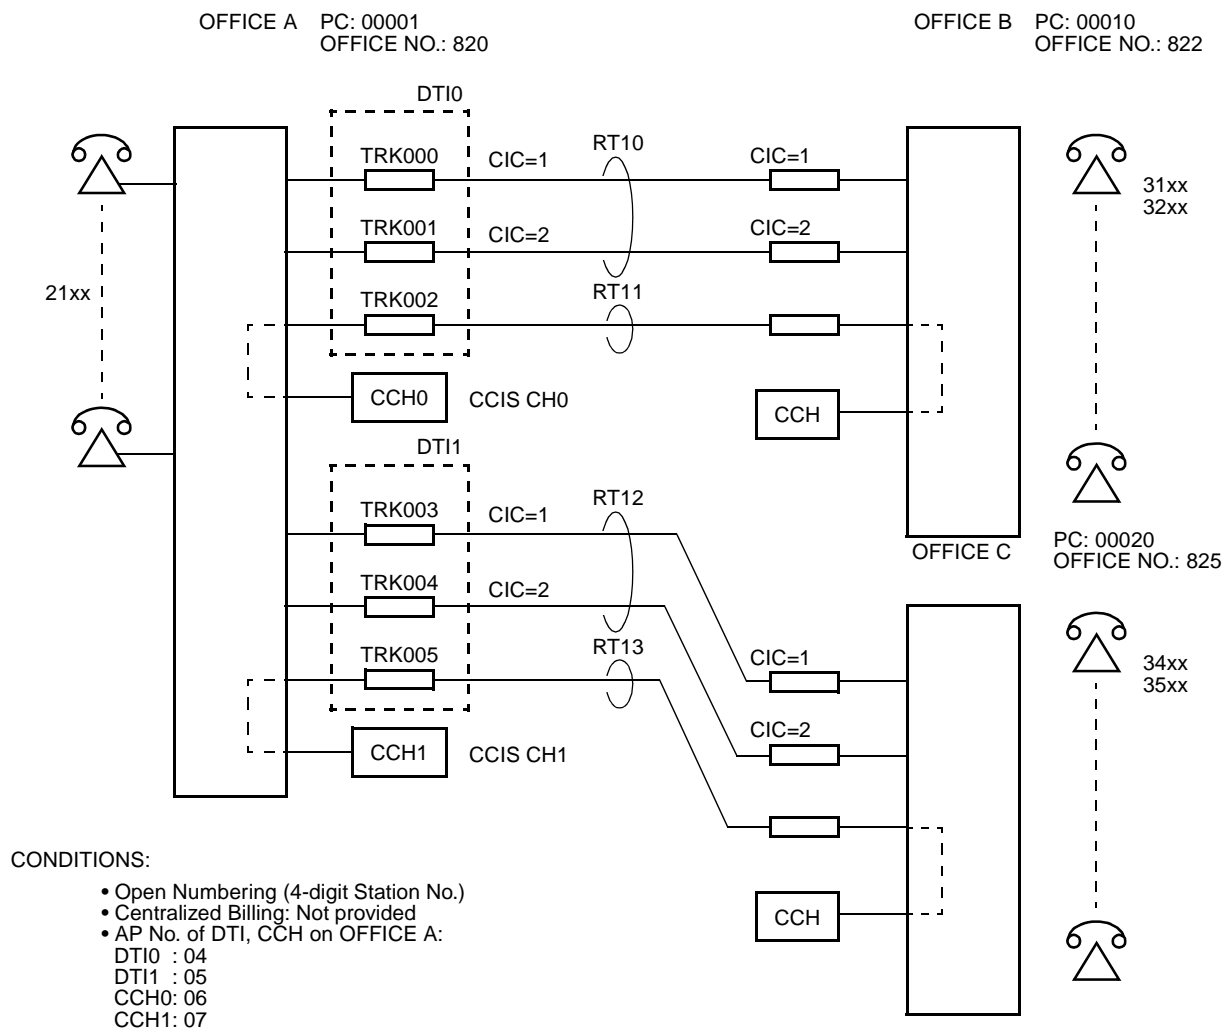 OFFICE A PC: 00001
OFFICE NO.: 820
OFFICE B PC: 00010
OFFICE NO.: 822
DTI0
TRK000
CIC=1
RT10
CIC=1
31xx
32xx
TRK001
CIC=2
CIC=2
21xx
TRK002
RT11
CCH0
CCIS CH0
CCH
DTI1
TRK003
CIC=1
RT12
OFFICE C PC: 00020
OFFICE NO.: 825
TRK004
CIC=2
TRK005
RT13
CIC=1
34xx
35xx
CIC=2
CCH1
CCIS CH1
CCH
CONDITIONS:
• Open Numbering (4-digit Station No.)
• Centralized Billing: Not provided
• AP No. of DTI, CCH on OFFICE A:
DTI0 : 04
DTI1 : 05
CCH0: 06
CCH1: 07